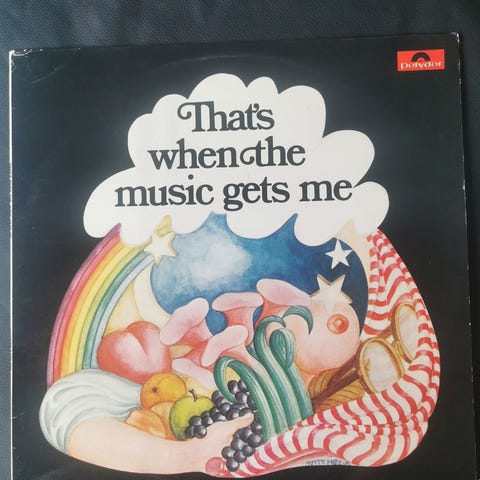 Polydor
That's
when the
music gets me